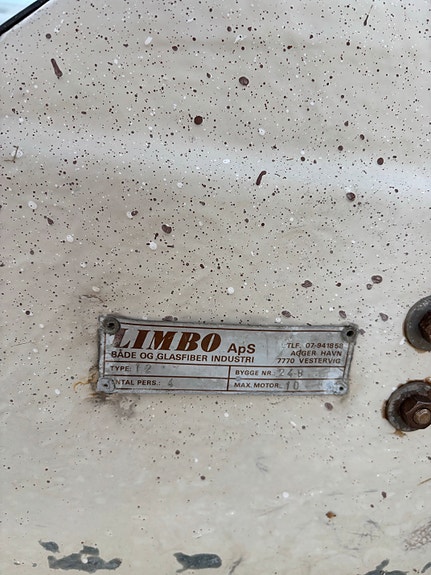 LIMBO ApS
BÅDE OG GLASFIBER INDUSTRI
TLF. 07-941858
AGGER HAVN
7770 VESTERVIG
TYPE:
BYGGE NR. 248
ANTAL PERS.: 4
MAX. MOTOR. 10